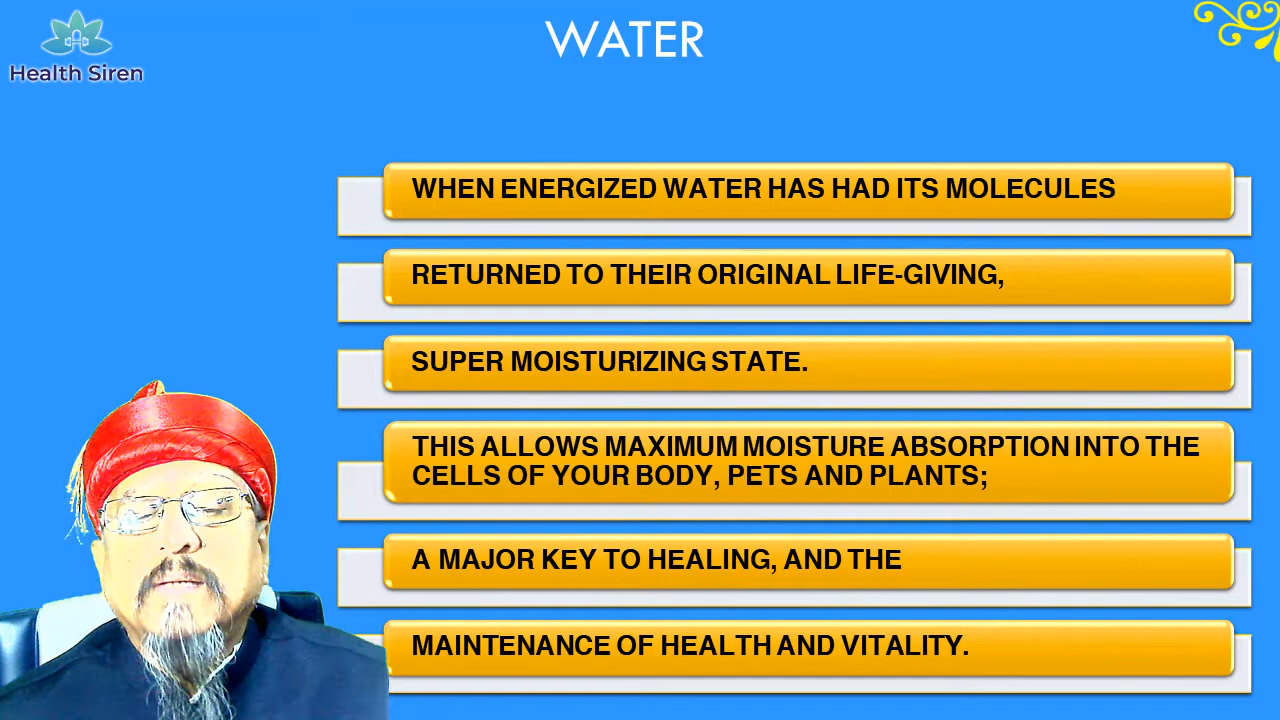 WATER
Health Siren
WHEN ENERGIZED WATER HAS HAD ITS MOLECULES
RETURNED TO THEIR ORIGINAL LIFE-GIVING,
SUPER MOISTURIZING STATE.
THIS ALLOWS MAXIMUM MOISTURE ABSORPTION INTO THE
CELLS OF YOUR BODY, PETS AND PLANTS;
A MAJOR KEY TO HEALING, AND THE
MAINTENANCE OF HEALTH AND VITALITY.